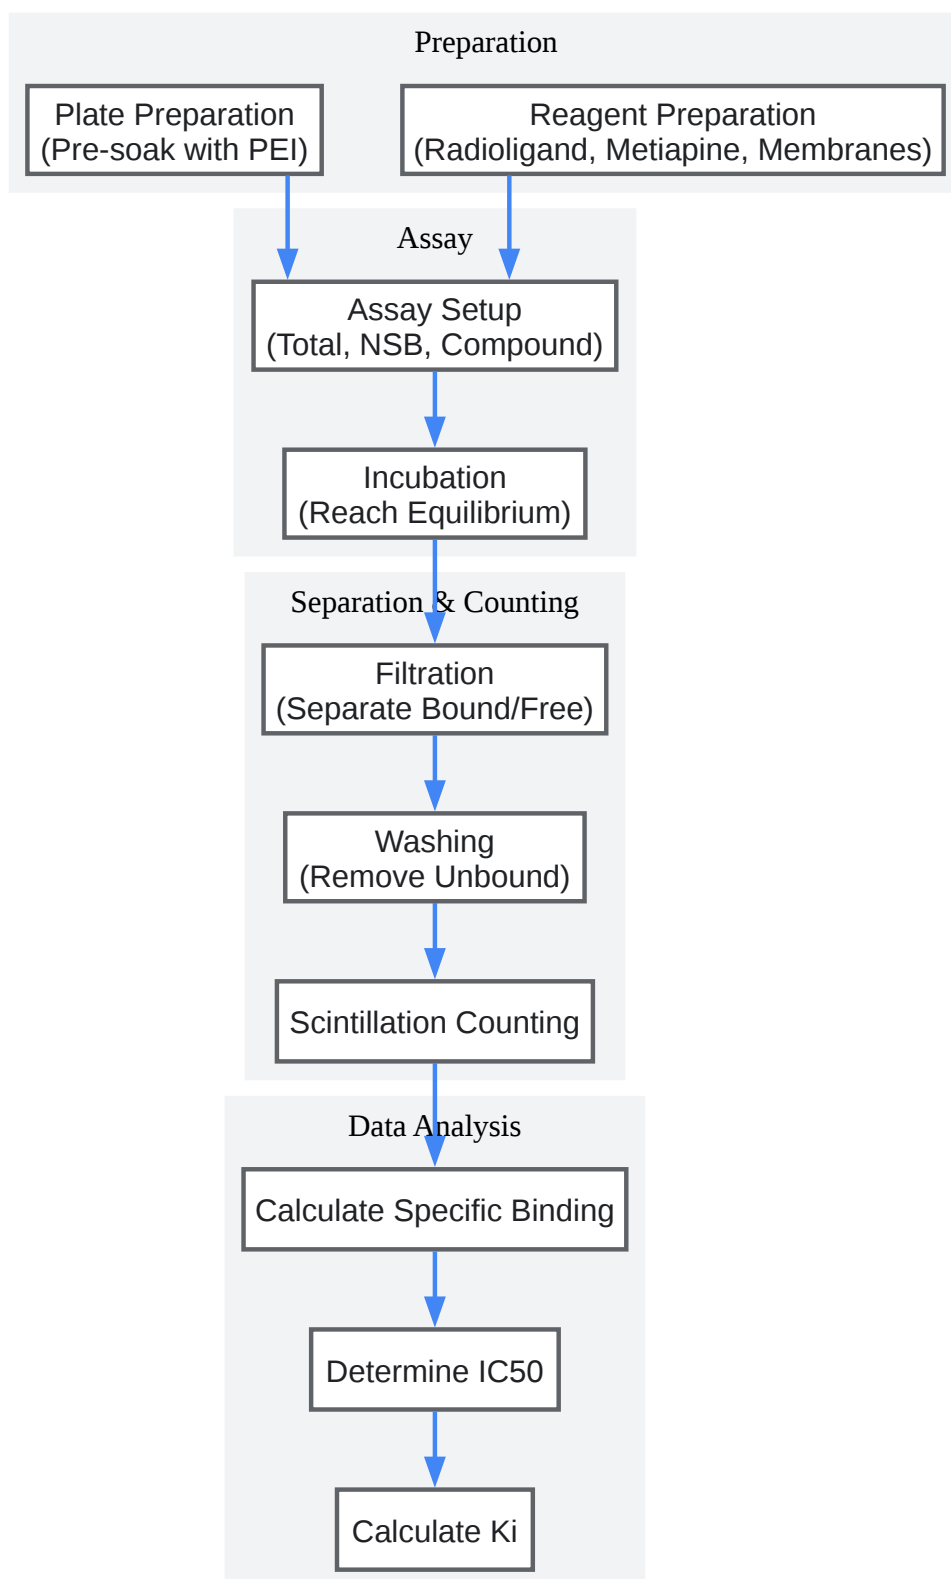 Preparation
Plate Preparation
(Pre-soak with PEI)
Reagent Preparation
(Radioligand, Metiapine, Membranes)
Assay
Assay Setup
(Total, NSB, Compound)
Incubation
(Reach Equilibrium)
Separation & Counting
Filtration
(Separate Bound/Free)
Washing
(Remove Unbound)
Scintillation Counting
Data Analysis
Calculate Specific Binding
Determine IC50
Calculate Ki